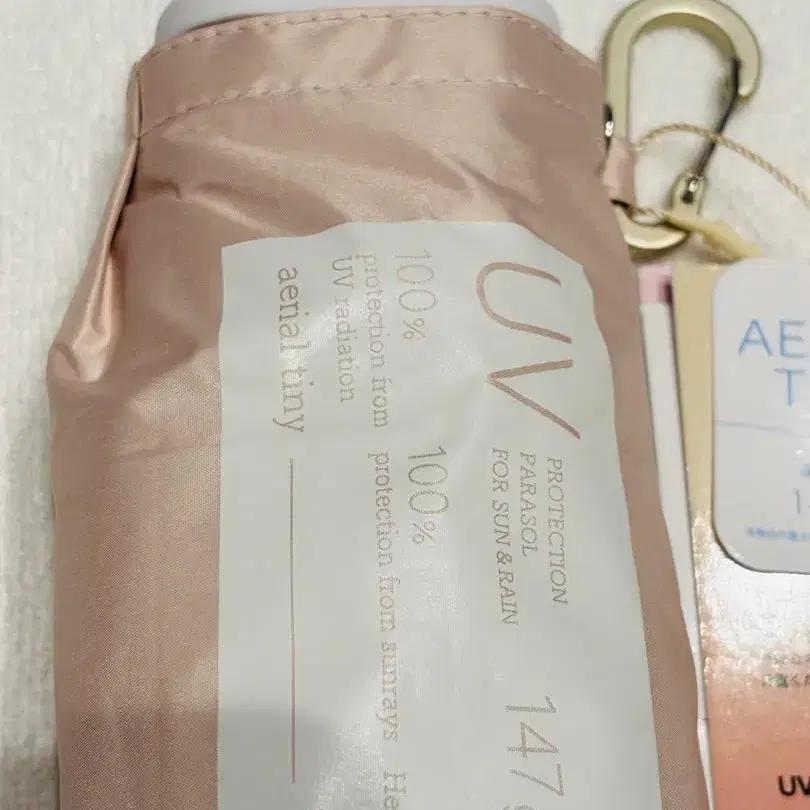 UV
PROTECTION
PARASOL
FOR SUN & RAIN
147
100%
protection from
UV radiation
100%
protection from sunrays
He
aerial tiny
AE
T
UV